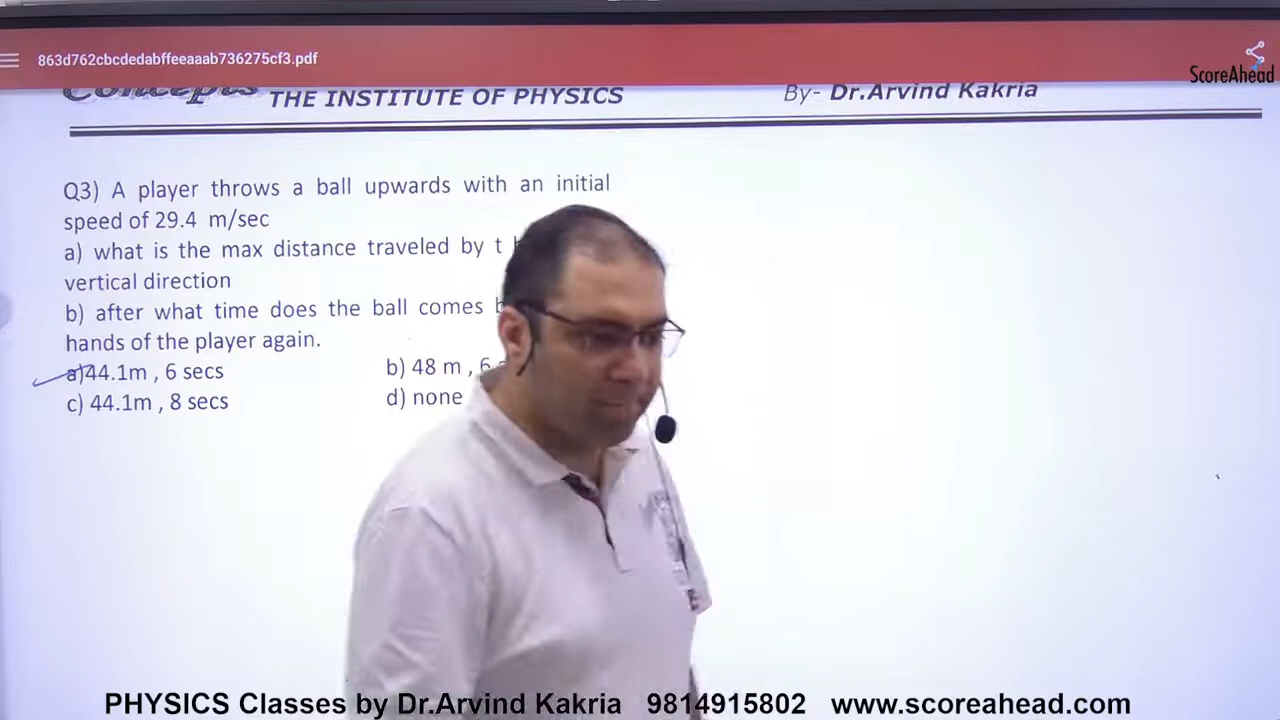 863d762cbcdedabffeeaaab736275cf3.pdf
ScoreAhead
Concepts THE INSTITUTE OF PHYSICS By- Dr.Arvind Kakria
Q3) A player throws a ball upwards with an initial
speed of 29.4 m/sec
a) what is the max distance traveled by t
vertical direction
b) after what time does the ball comes
hands of the player again.
a)44.1m , 6 secs b) 48 m , 6
c) 44.1m , 8 secs d) none
PHYSICS Classes by Dr.Arvind Kakria 9814915802 www.scoreahead.com